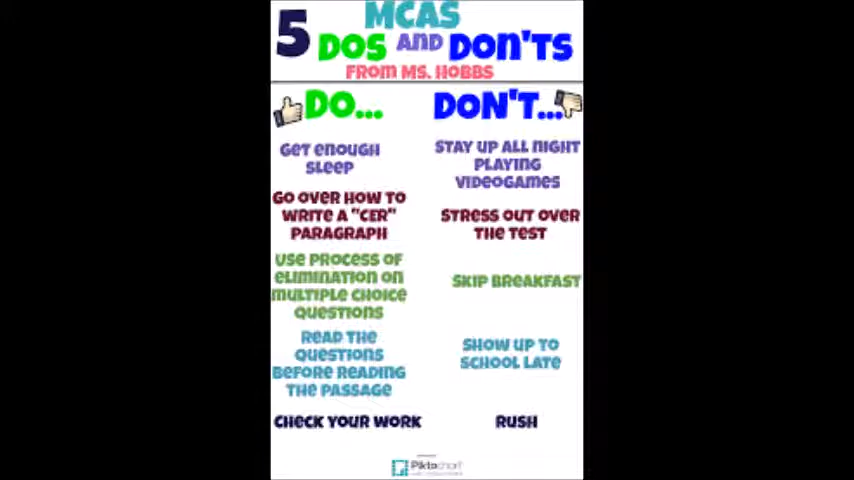 5 MCAS
DOS AND DON'TS
FROM MS. HOBBS
DO...
DON'T...
GET ENOUGH
SLEEP
STAY UP ALL NIGHT
PLAYING
VIDEOGAMES
GO OVER HOW TO
WRITE A "CER"
PARAGRAPH
STRESS OUT OVER
THE TEST
USE PROCESS OF
ELIMINATION ON
MULTIPLE CHOICE
QUESTIONS
SKIP BREAKFAST
READ THE
QUESTIONS
BEFORE READING
THE PASSAGE
SHOW UP TO
SCHOOL LATE
CHECK YOUR WORK
RUSH
Piktochart